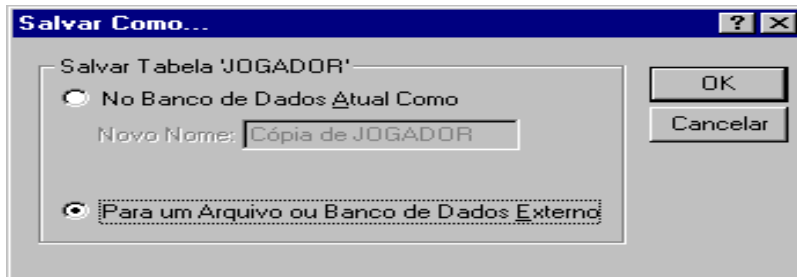 Salvar Como...
Salvar Tabela 'JOGADOR'
No Banco de Dados Atual Como
OK
Novo Nome: Cópia de JOGADOR
Cancelar
Para um Arquivo ou Banco de Dados Externo